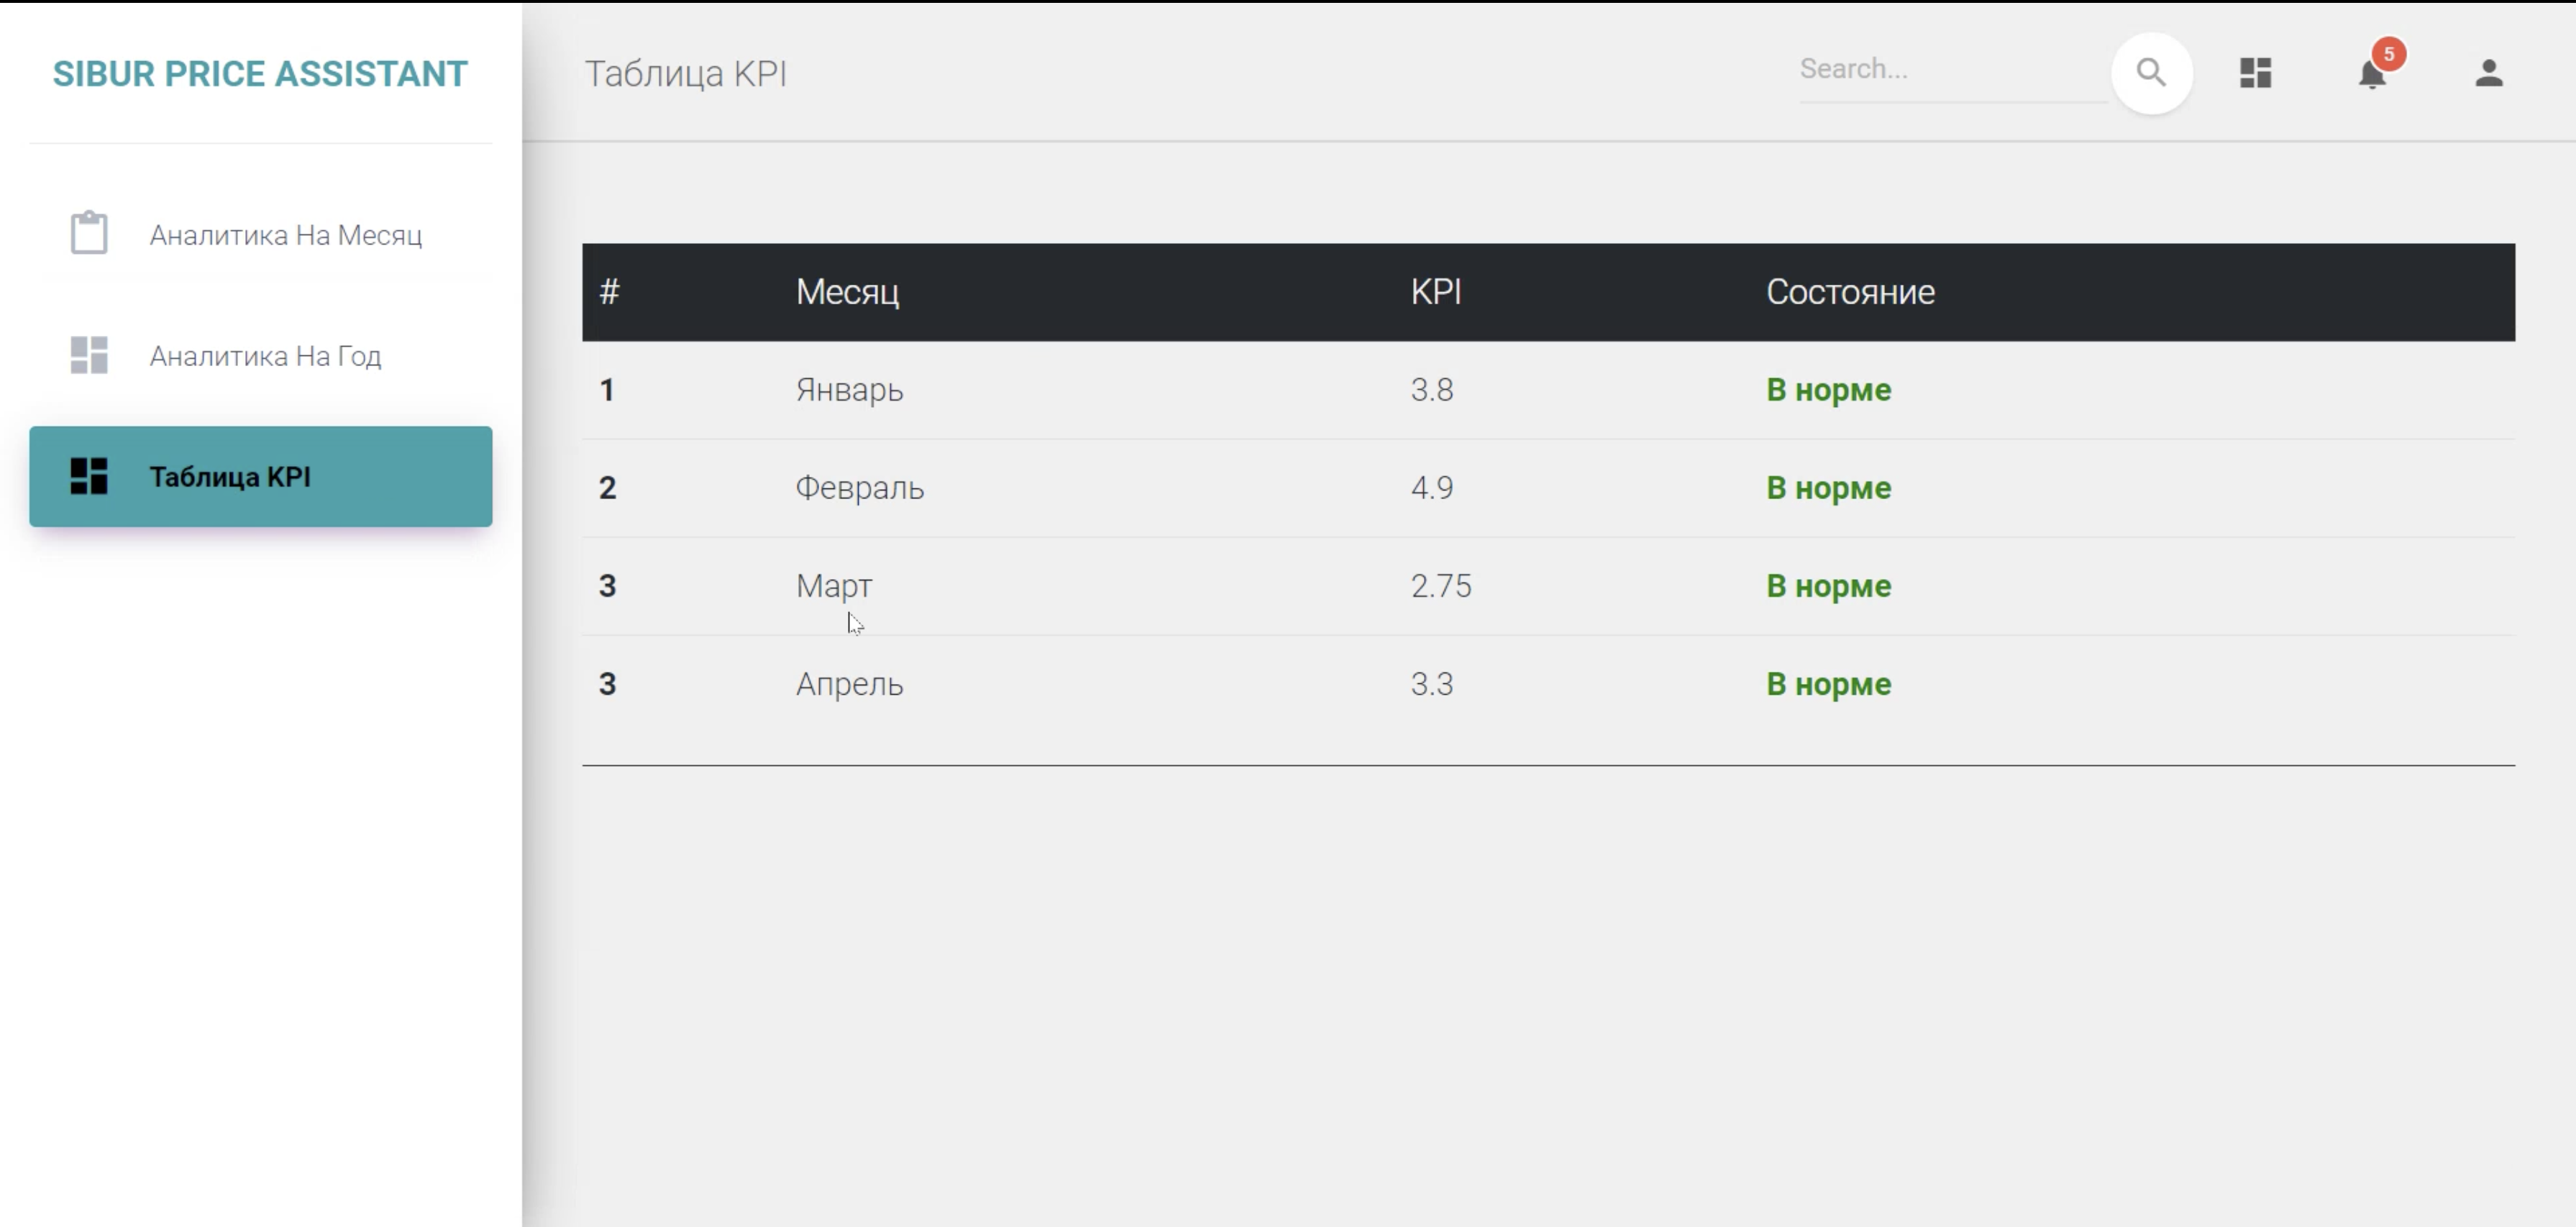 SIBUR PRICE ASSISTANT
Аналитика На Месяц
Аналитика На Год
Таблица KPI
Таблица KPI
Search...
5
# Месяц KPI Состояние
1 Январь 3.8 В норме
2 Февраль 4.9 В норме
3 Март 2.75 В норме
3 Апрель 3.3 В норме